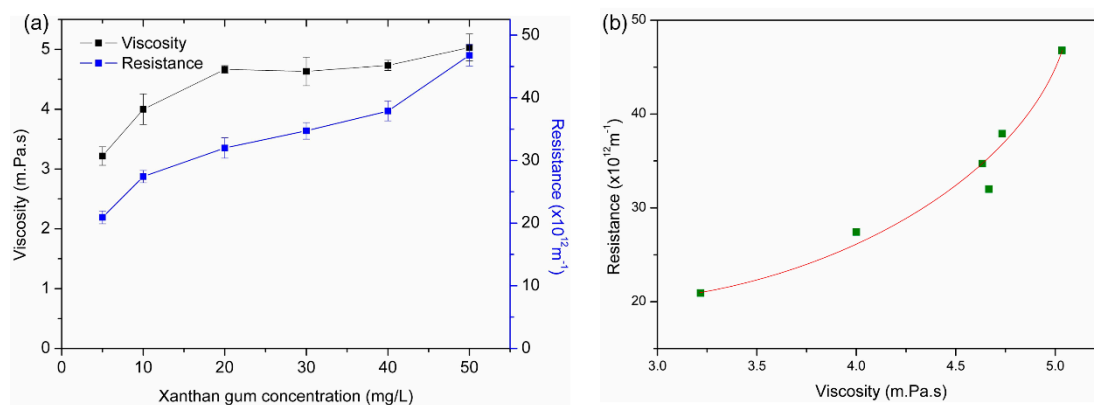 (a)
Viscosity
Resistance
5
4
3
2
1
0
Viscosity (m.Pa.s)
50
40
30
20
10
0
Resistance (x10¹²m⁻¹)
0 10 20 30 40 50
Xanthan gum concentration (mg/L)
(b)
50
40
30
20
Resistance (x10¹²m⁻¹)
3.0 3.5 4.0 4.5 5.0
Viscosity (m.Pa.s)